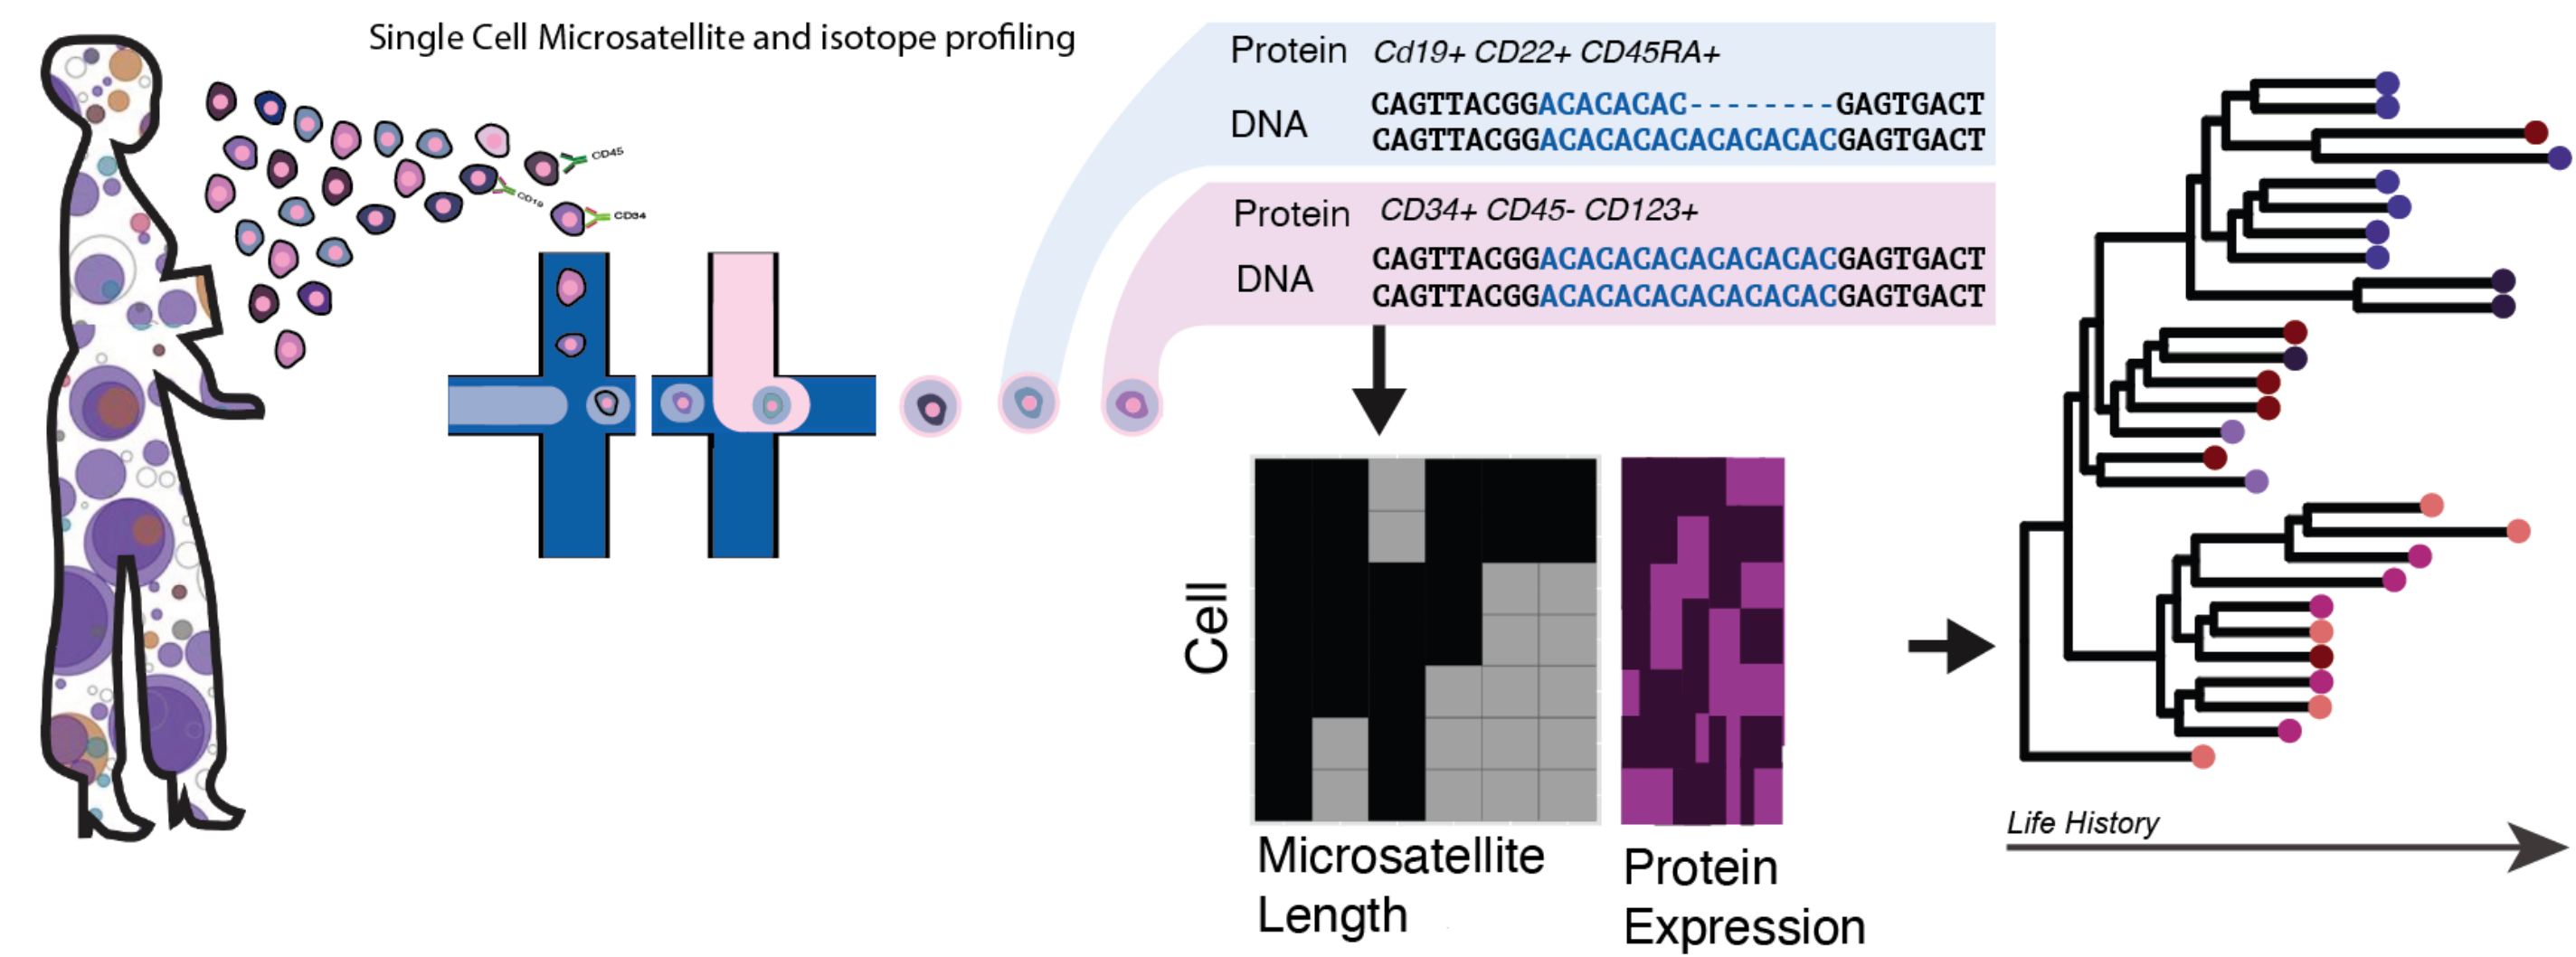 Single Cell Microsatellite and isotope profiling
CD45
CD19
CD34
Protein Cd19+ CD22+ CD45RA+
DNA
CAGTTACGGACACACAC--------GAGTGACT
CAGTTACGGACACACACACACACACGAGTGACT
Protein CD34+ CD45- CD123+
DNA
CAGTTACGGACACACACACACACACGAGTGACT
CAGTTACGGACACACACACACACACGAGTGACT
Cell
Microsatellite
Length
Protein
Expression
Life History